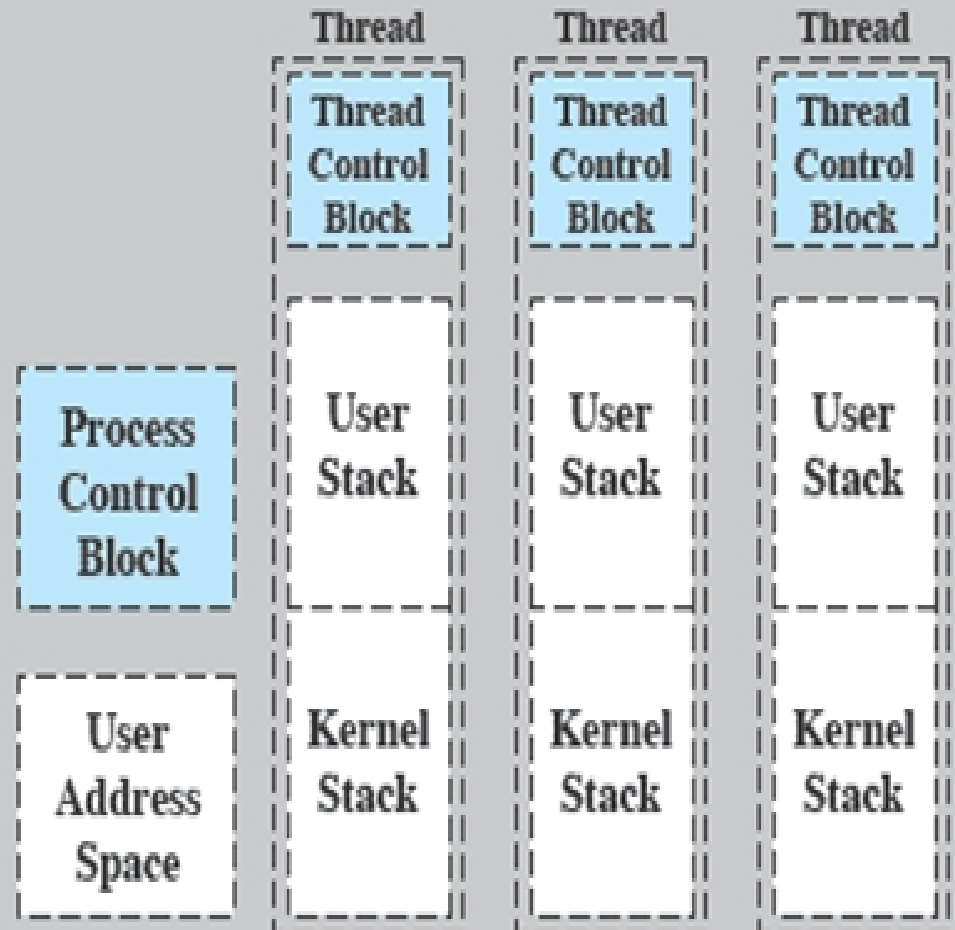 Thread
Thread
Control
Block
User
Stack
Kernel
Stack
Thread
Thread
Control
Block
User
Stack
Kernel
Stack
Thread
Thread
Control
Block
User
Stack
Kernel
Stack
Process
Control
Block
User
Address
Space